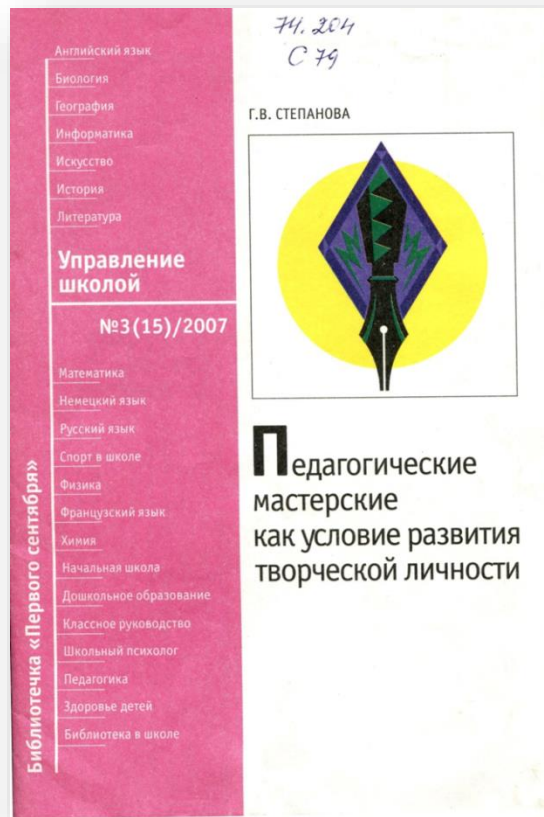 74.204
С 79
Английский язык
Биология
География
Информатика
Искусство
История
Литература
Управление
школой
№3(15)/2007
Математика
Немецкий язык
Русский язык
Спорт в школе
Физика
Французский язык
Химия
Начальная школа
Дошкольное образование
Классное руководство
Школьный психолог
Педагогика
Здоровье детей
Библиотека в школе
Библиотечка «Первого сентября»
Г.В. СТЕПАНОВА
Педагогические
мастерские
как условие развития
творческой личности